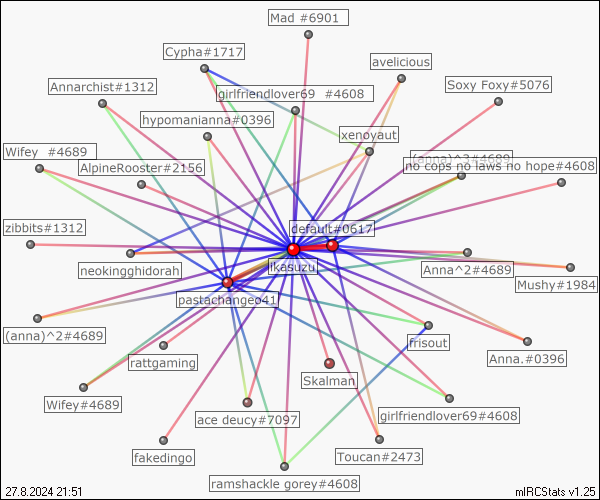 Mad #6901
Cypha#1717
avelicious
Annarchist#1312
girlfriendlover69 #4608
Soxy Foxy#5076
hypomanianna#0396
xenoyaut
Wifey #4689
(anna)^3#4689
AlpineRooster#2156
no cops no laws no hope#4608
zibbits#1312
default#0617
neokingghidorah
ikasuzu
Anna^2#4689
Mushy#1984
pastachangeo41
(anna)^2#4689
frisout
rattgaming
Anna.#0396
Skalman
Wifey#4689
ace deucy#7097
girlfriendlover69#4608
fakedingo
Toucan#2473
ramshackle gorey#4608
27.8.2024 21:51
mIRCStats v1.25